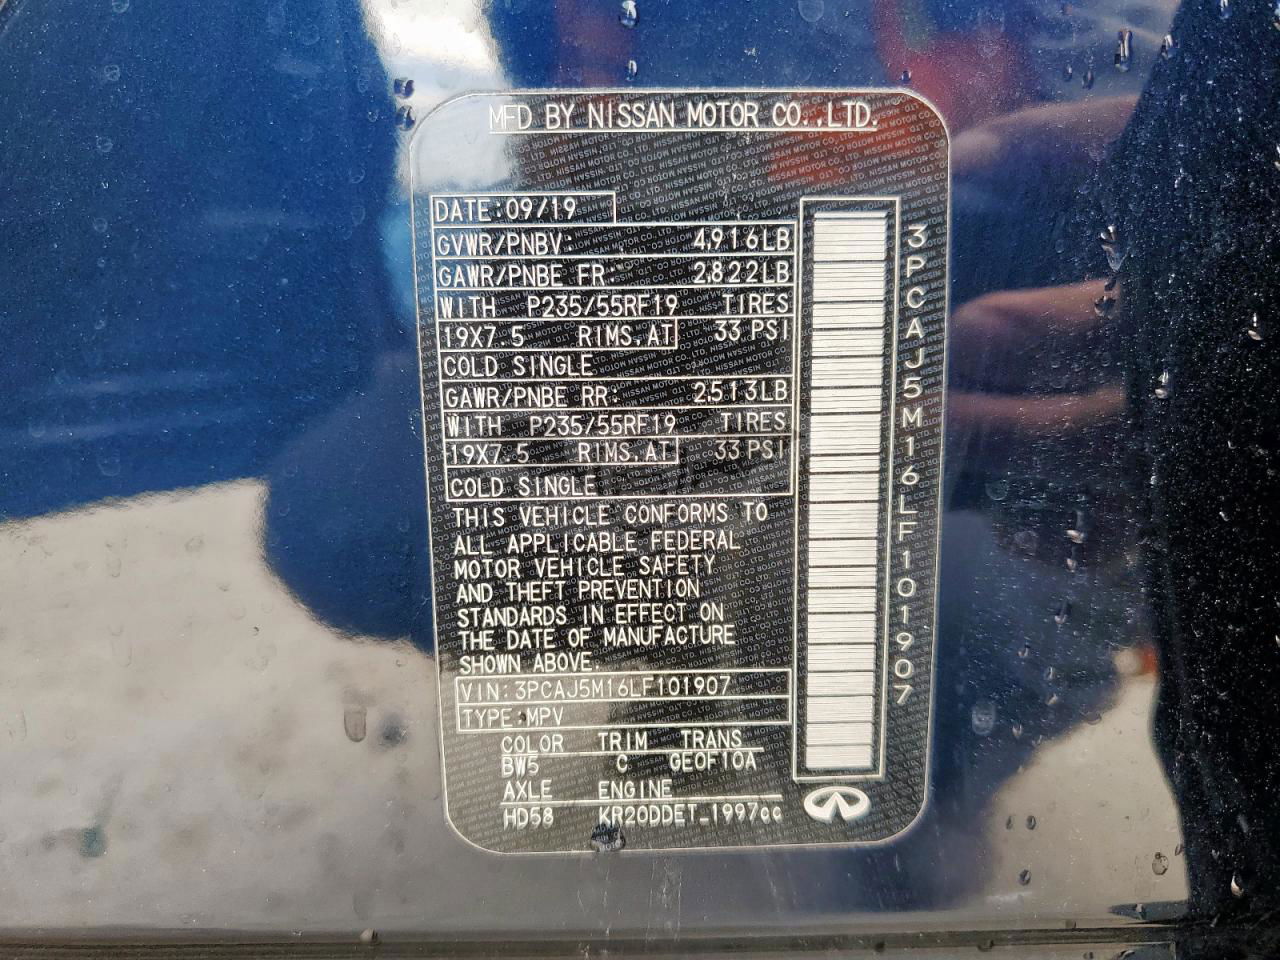 MFD BY NISSAN MOTOR CO.,LTD.
DATE:09/19
GVWR/PNBV: 4,916LB
GAWR/PNBE FR: 2,822LB
WITH P235/55RF19 TIRES
19X7.5 RIMS,AT 33 PSI
COLD SINGLE
GAWR/PNBE RR: 2,513LB
WITH P235/55RF19 TIRES
19X7.5 RIMS,AT 33 PSI
COLD SINGLE
THIS VEHICLE CONFORMS TO
ALL APPLICABLE FEDERAL
MOTOR VEHICLE SAFETY
AND THEFT PREVENTION
STANDARDS IN EFFECT ON
THE DATE OF MANUFACTURE
SHOWN ABOVE.
VIN:3PCAJ5M16LF101907
TYPE:MPV
COLOR TRIM TRANS
BW5 C GE0F10A
AXLE ENGINE
HD58 KR20DDET_1997cc
3PCAJ5M16LF101907